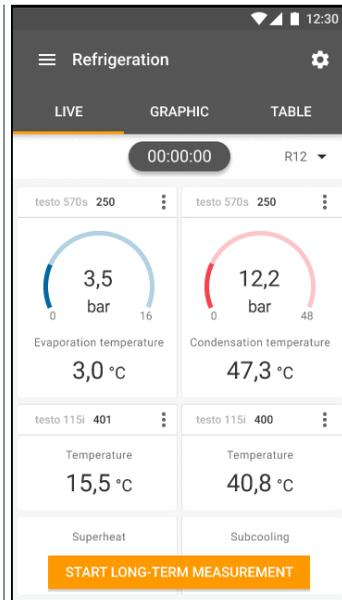 12:30
Refrigeration
LIVE GRAPHIC TABLE
00:00:00 R12
testo 570s 250 testo 570s 250
3,5 12,2
bar bar
0 16 0 48
Evaporation temperature Condensation temperature
3,0 °C 47,3 °C
testo 115i 401 testo 115i 400
Temperature Temperature
15,5 °C 40,8 °C
Superheat Subcooling
START LONG-TERM MEASUREMENT